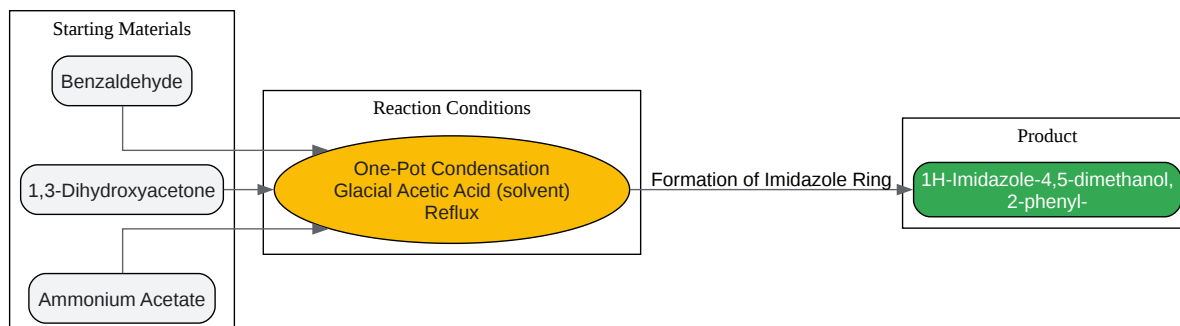 Starting Materials
Benzaldehyde
1,3-Dihydroxyacetone
Ammonium Acetate
Reaction Conditions
One-Pot Condensation
Glacial Acetic Acid (solvent)
Reflux
Formation of Imidazole Ring
Product
1H-Imidazole-4,5-dimethanol,
2-phenyl-